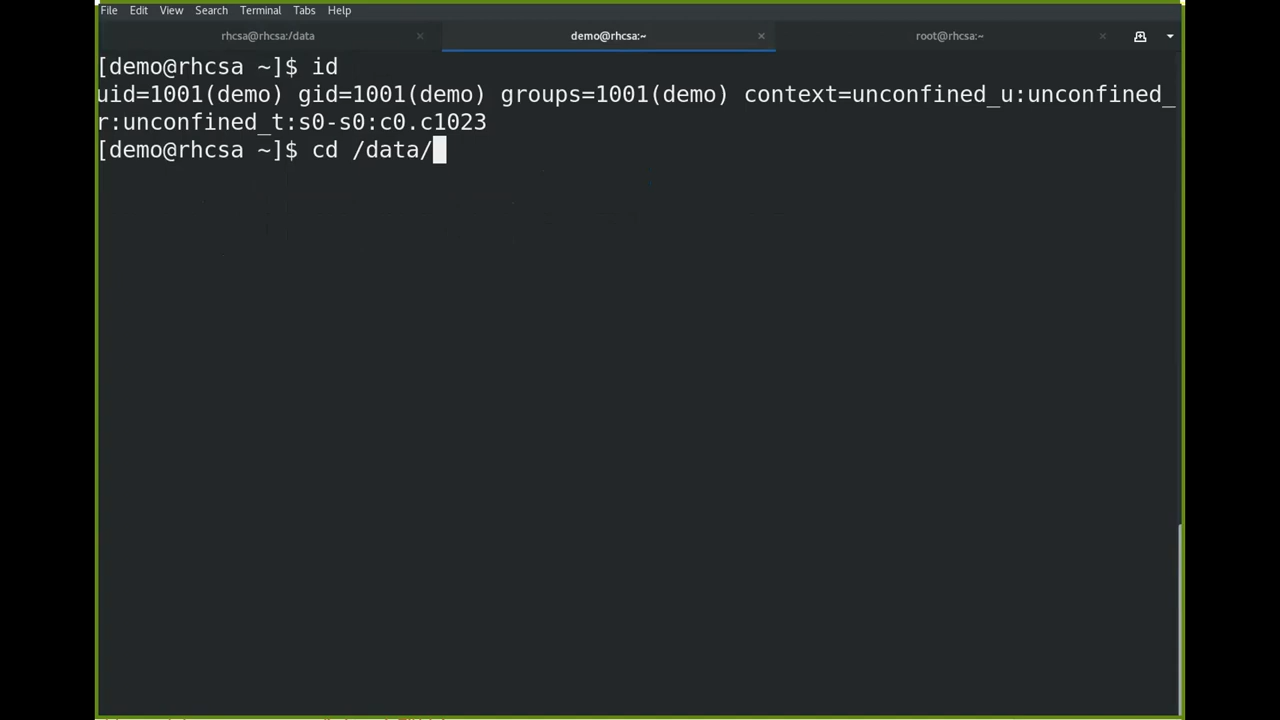 File Edit View Search Terminal Tabs Help
rhcsa@rhcsa:/data × demo@rhcsa:~ × root@rhcsa:~ ×
[demo@rhcsa ~]$ id
uid=1001(demo) gid=1001(demo) groups=1001(demo) context=unconfined_u:unconfined_
r:unconfined_t:s0-s0:c0.c1023
[demo@rhcsa ~]$ cd /data/